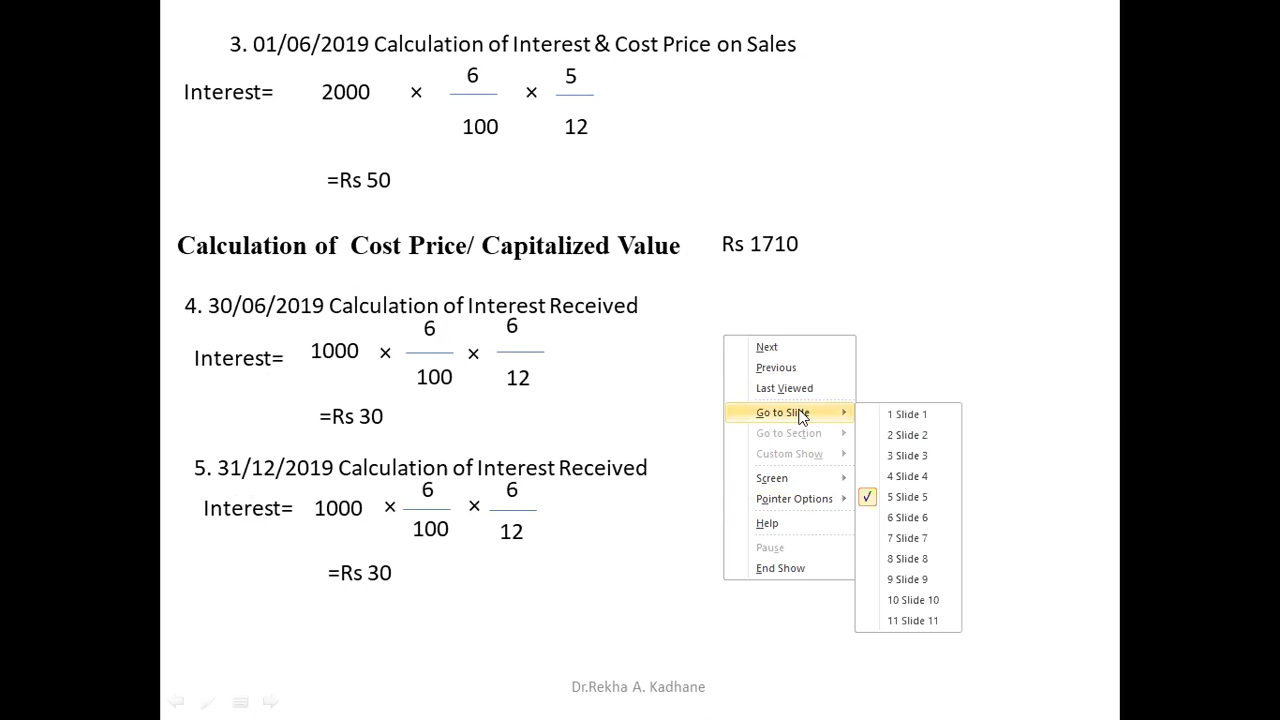 3. 01/06/2019 Calculation of Interest & Cost Price on Sales
Interest= 2000 × 6/100 × 5/12
=Rs 50
Calculation of Cost Price/ Capitalized Value Rs 1710
4. 30/06/2019 Calculation of Interest Received
Interest= 1000 × 6/100 × 6/12
=Rs 30
5. 31/12/2019 Calculation of Interest Received
Interest= 1000 × 6/100 × 6/12
=Rs 30
Next
Previous
Last Viewed
Go to Slide
Go to Section
Custom Show
Screen
Pointer Options
Help
Pause
End Show
1 Slide 1
2 Slide 2
3 Slide 3
4 Slide 4
5 Slide 5
6 Slide 6
7 Slide 7
8 Slide 8
9 Slide 9
10 Slide 10
11 Slide 11
Dr.Rekha A. Kadhane